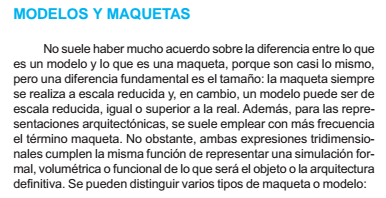 MODELOS Y MAQUETAS
No suele haber mucho acuerdo sobre la diferencia entre lo que
es un modelo y lo que es una maqueta, porque son casi lo mismo,
pero una diferencia fundamental es el tamaño: la maqueta siempre
se realiza a escala reducida y, en cambio, un modelo puede ser de
escala reducida, igual o superior a la real. Además, para las repre-
sentaciones arquitectónicas, se suele emplear con más frecuencia
el término maqueta. No obstante, ambas expresiones tridimensio-
nales cumplen la misma función de representar una simulación for-
mal, volumétrica o funcional de lo que será el objeto o la arquitectura
definitiva. Se pueden distinguir varios tipos de maqueta o modelo: